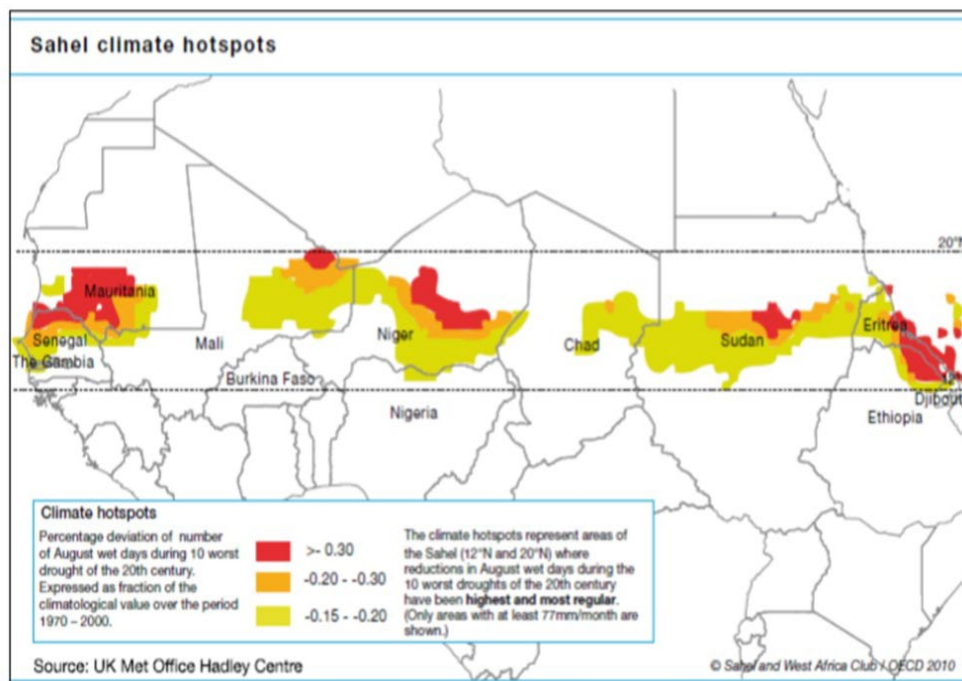 Sahel climate hotspots
20°N
Mauritania
Senegal
The Gambia
Mali
Niger
Chad
Sudan
Eritrea
Burkina Faso
Nigeria
Djibouti
Ethiopia
Climate hotspots
Percentage deviation of number
of August wet days during 10 worst
drought of the 20th century.
Expressed as fraction of the
climatological value over the period
1970 – 2000.
>- 0.30
-0.20 - -0.30
-0.15 - -0.20
The climate hotspots represent areas of
the Sahel (12°N and 20°N) where
reductions in August wet days during the
10 worst droughts of the 20th century
have been highest and most regular.
(Only areas with at least 77mm/month are
shown.)
Source: UK Met Office Hadley Centre
© Sahel and West Africa Club / OECD 2010